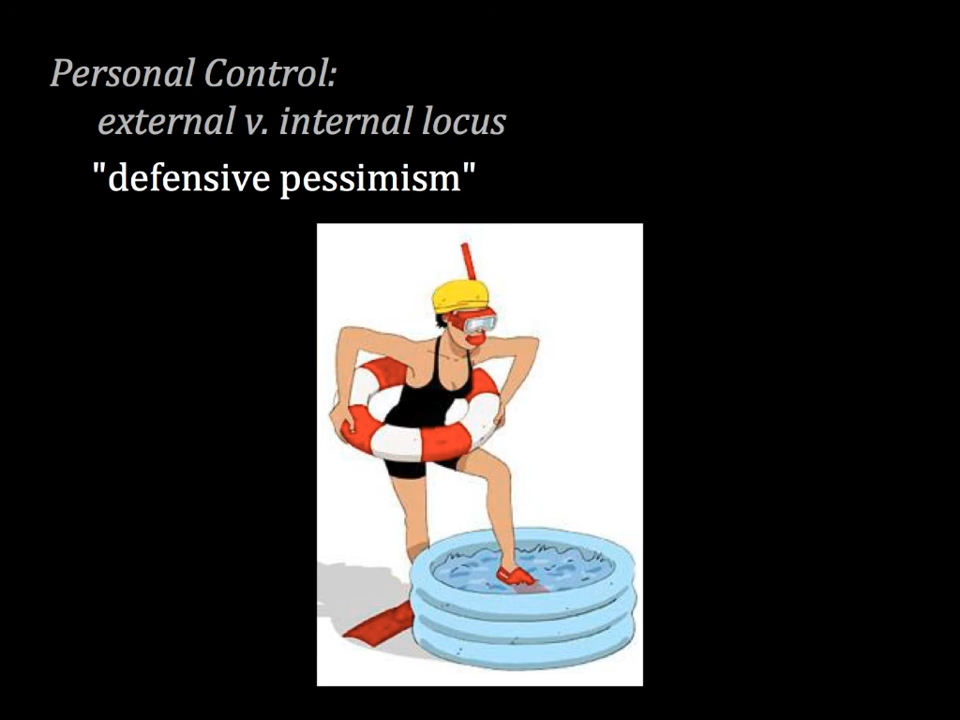 Personal Control:
external v. internal locus
"defensive pessimism"